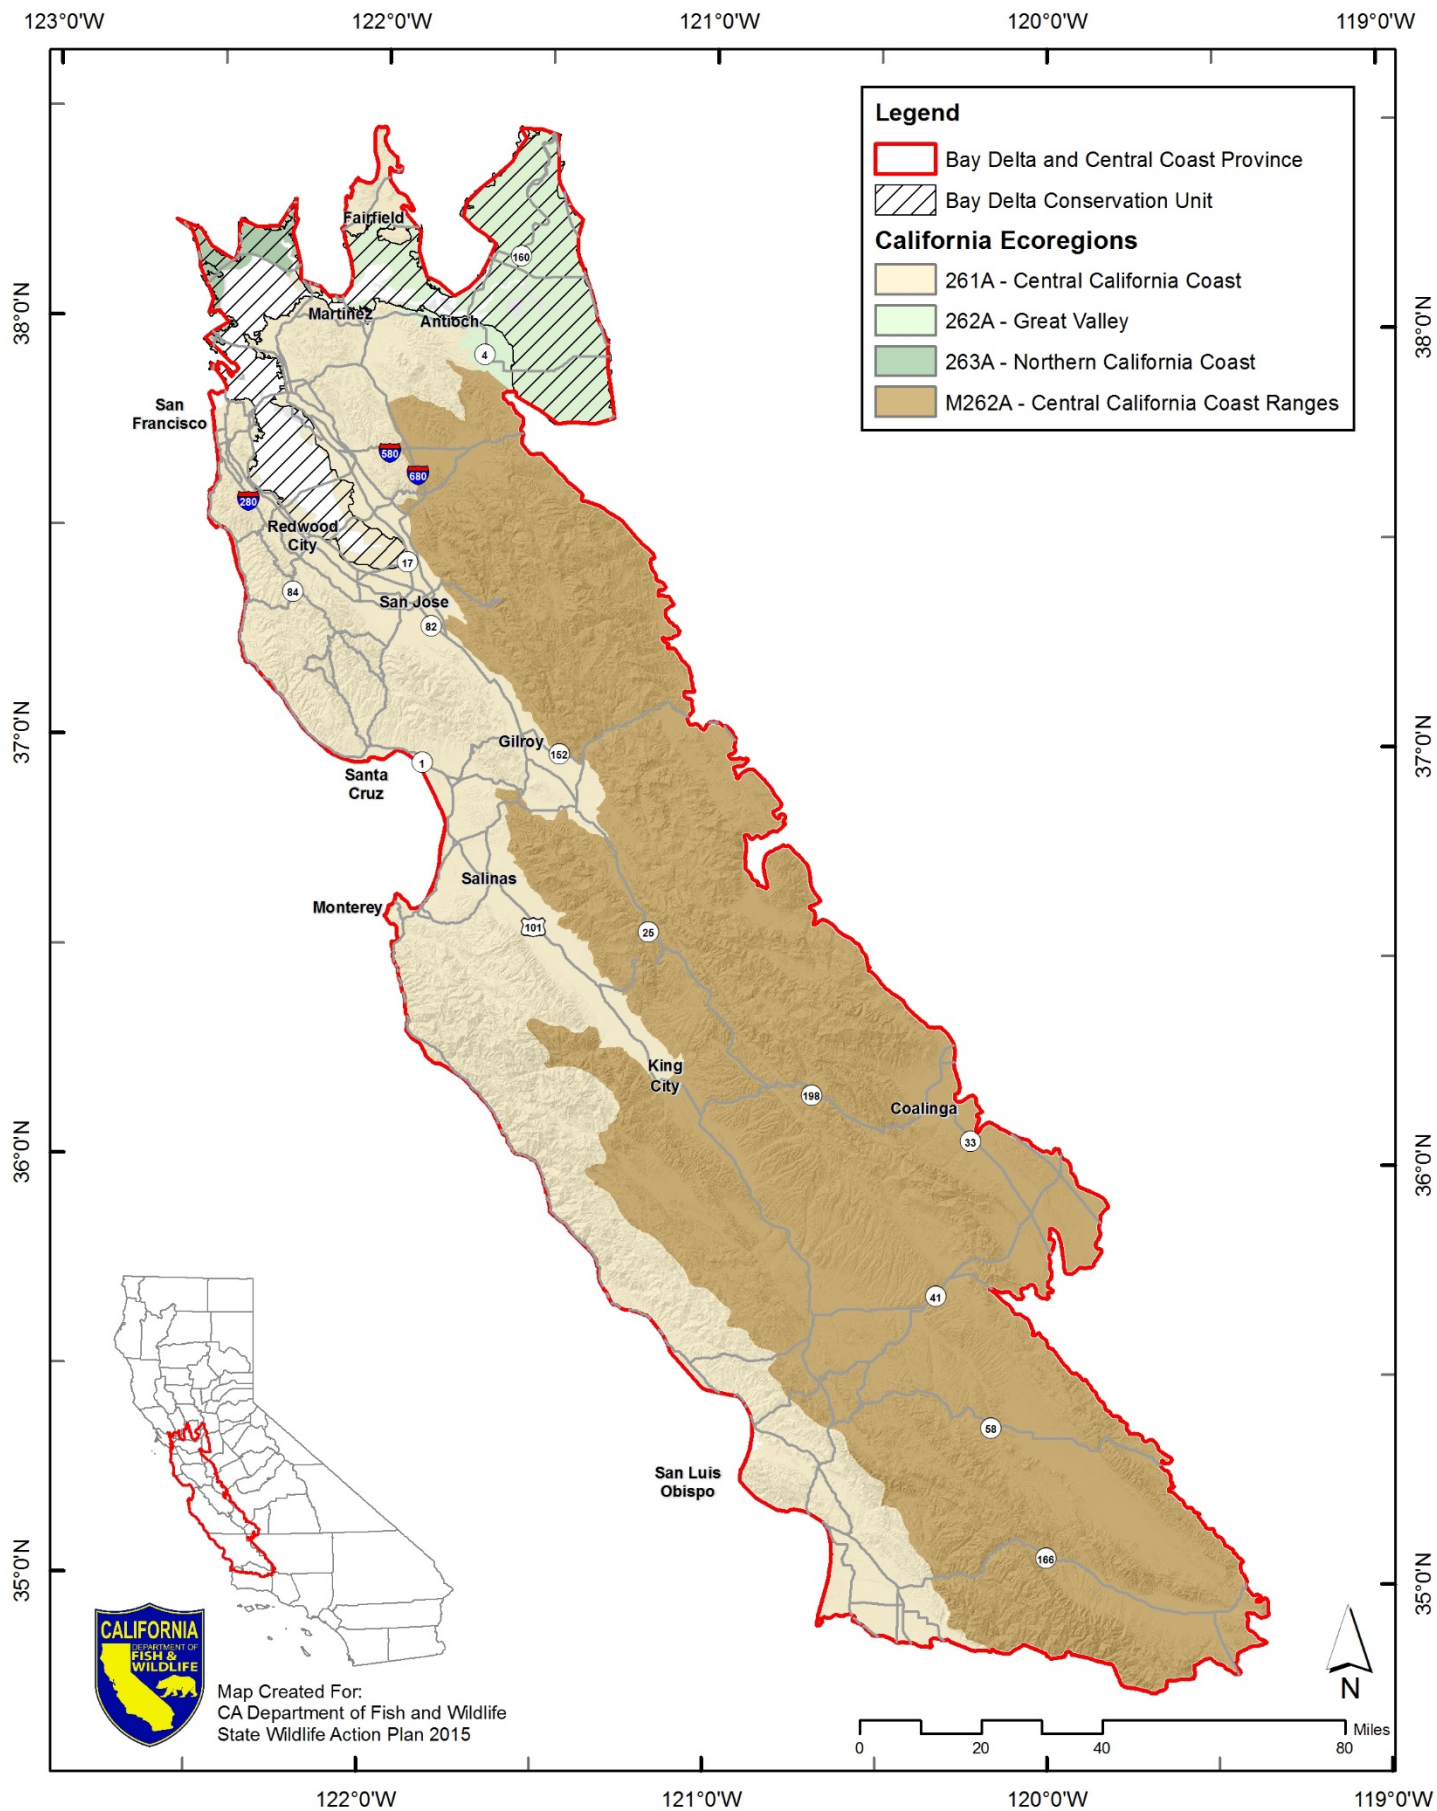 123°0'W 122°0'W 121°0'W 120°0'W 119°0'W
Legend
Bay Delta and Central Coast Province
Bay Delta Conservation Unit
California Ecoregions
261A - Central California Coast
262A - Great Valley
263A - Northern California Coast
M262A - Central California Coast Ranges
Fairfield
160
38°0'N
38°0'N
Martinez
Antioch
4
San
Francisco
580
680
280
Redwood
City
17
84
San Jose
82
37°0'N
37°0'N
Gilroy
152
1
Santa
Cruz
Salinas
Monterey
101
25
King
City
198
Coalinga
33
36°0'N
36°0'N
41
58
San Luis
Obispo
166
35°0'N
35°0'N
CALIFORNIA
DEPARTMENT OF
FISH &
WILDLIFE
Map Created For:
CA Department of Fish and Wildlife
State Wildlife Action Plan 2015
N
Miles
0 20 40 80
122°0'W 121°0'W 120°0'W 119°0'W